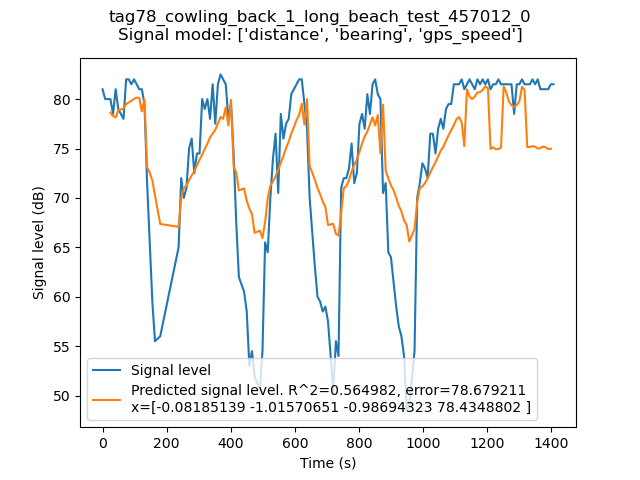 tag78_cowling_back_1_long_beach_test_457012_0
Signal model: ['distance', 'bearing', 'gps_speed']
80
75
70
65
60
55
50
Signal level (dB)
Signal level
Predicted signal level. R^2=0.564982, error=78.679211
x=[-0.08185139 -1.01570651 -0.98694323 78.4348802 ]
0 200 400 600 800 1000 1200 1400
Time (s)